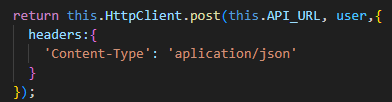 return this.HttpClient.post(this.API_URL, user,{
  headers:{
    'Content-Type': 'aplication/json'
  }
});